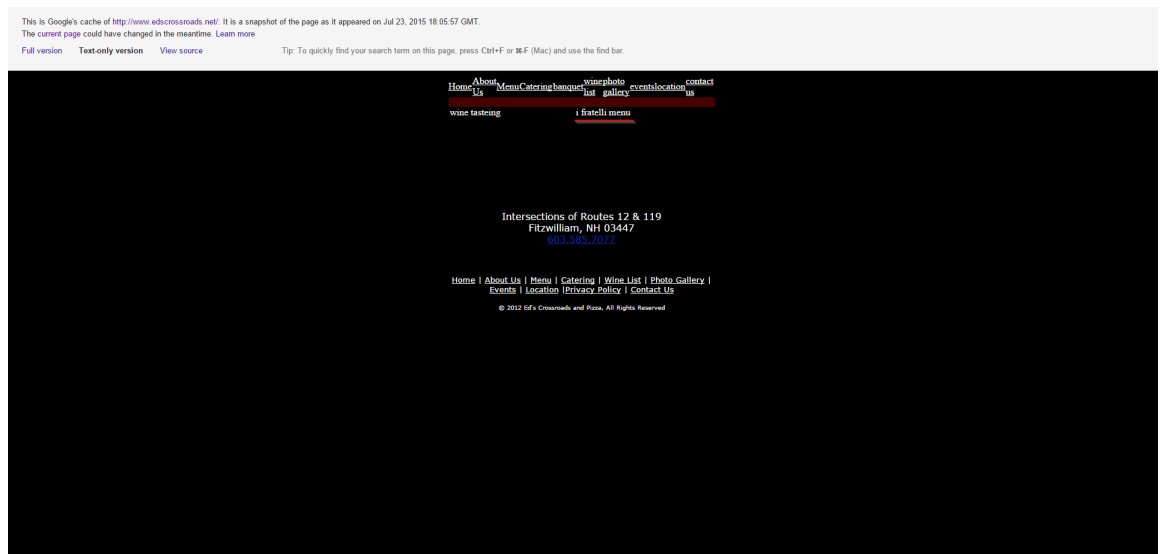 This is Google's cache of http://www.edscrossroads.net/. It is a snapshot of the page as it appeared on Jul 23, 2015 18:05:57 GMT.
The current page could have changed in the meantime. Learn more
Full version Text-only version View source Tip: To quickly find your search term on this page, press Ctrl+F or ⌘-F (Mac) and use the find bar.
Home About Us Menu Catering banquet wine list photo gallery events location contact us
wine tasteing i fratelli menu
Intersections of Routes 12 & 119
Fitzwilliam, NH 03447
603.585.7077
Home | About Us | Menu | Catering | Wine List | Photo Gallery |
Events | Location |Privacy Policy | Contact Us
© 2012 Ed's Crossroads and Pizza, All Rights Reserved